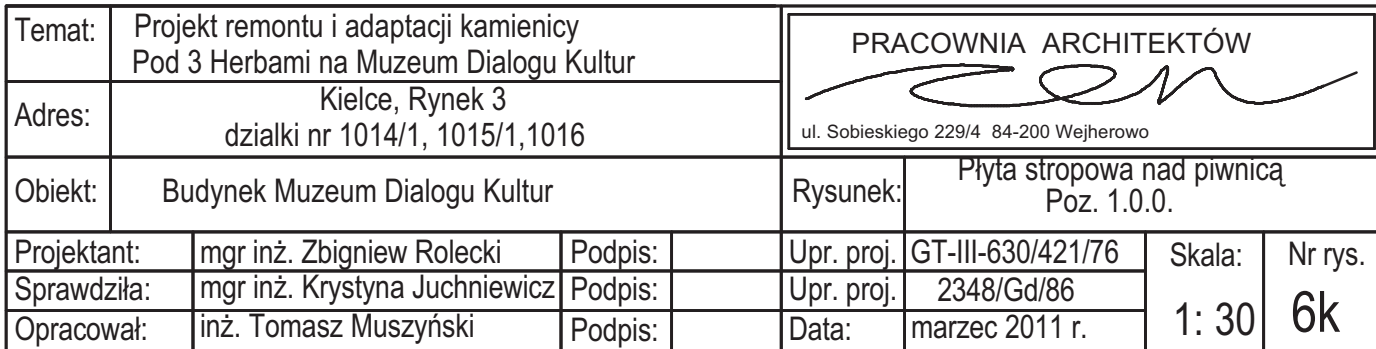 Temat: Projekt remontu i adaptacji kamienicy
Pod 3 Herbami na Muzeum Dialogu Kultur
PRACOWNIA ARCHITEKTÓW
zen
ul. Sobieskiego 229/4 84-200 Wejherowo
Adres: Kielce, Rynek 3
dzialki nr 1014/1, 1015/1,1016
Obiekt: Budynek Muzeum Dialogu Kultur
Rysunek: Płyta stropowa nad piwnicą
Poz. 1.0.0.
Projektant: mgr inż. Zbigniew Rolecki Podpis: Upr. proj. GT-III-630/421/76
Sprawdziła: mgr inż. Krystyna Juchniewicz Podpis: Upr. proj. 2348/Gd/86
Opracował: inż. Tomasz Muszyński Podpis: Data: marzec 2011 r.
Skala: 1: 30
Nr rys. 6k